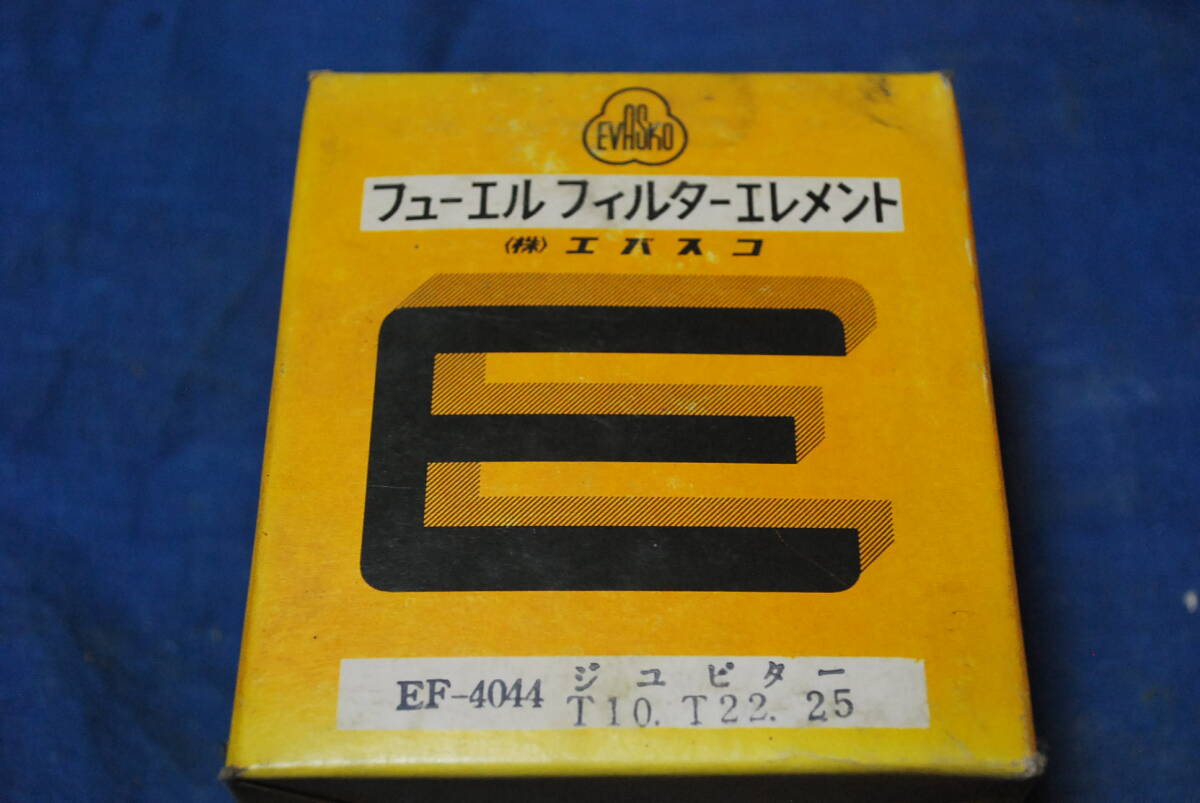 EVASKO
フューエルフィルターエレメント
（株）エバスコ
E
ジユピター
EF-4044 T10. T22. 25